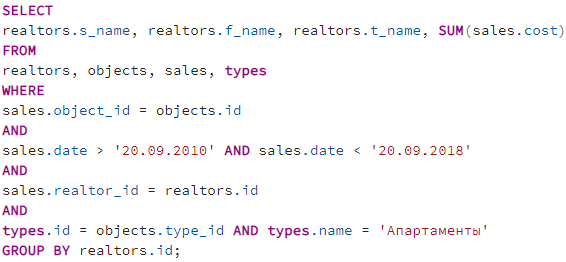 SELECT
realtors.s_name, realtors.f_name, realtors.t_name, SUM(sales.cost)
FROM
realtors, objects, sales, types
WHERE
sales.object_id = objects.id
AND
sales.date > '20.09.2010' AND sales.date < '20.09.2018'
AND
sales.realtor_id = realtors.id
AND
types.id = objects.type_id AND types.name = 'Апартаменты'
GROUP BY realtors.id;